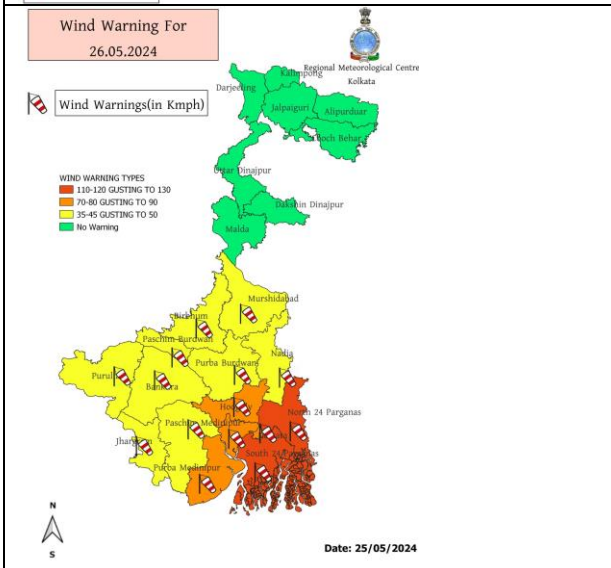 Wind Warning For
26.05.2024
Regional Meteorological Centre
Kolkata
Wind Warnings(in Kmph)
Kalimpong
Darjeeling
Jalpaiguri
Alipurduar
Coch Behar
WIND WARNING TYPES
110-120 GUSTING TO 130
70-80 GUSTING TO 90
35-45 GUSTING TO 50
No Warning
Uttar Dinajpur
Dakshin Dinajpur
Malda
Murshidabad
Birbhum
Paschim Burdwan
Nadia
Purba Burdwan
Purulia
Bankura
North 24 Parganas
Paschim Medinipur
Jhargram
South 24 Parganas
Purba Medinipur
N
S
Date: 25/05/2024